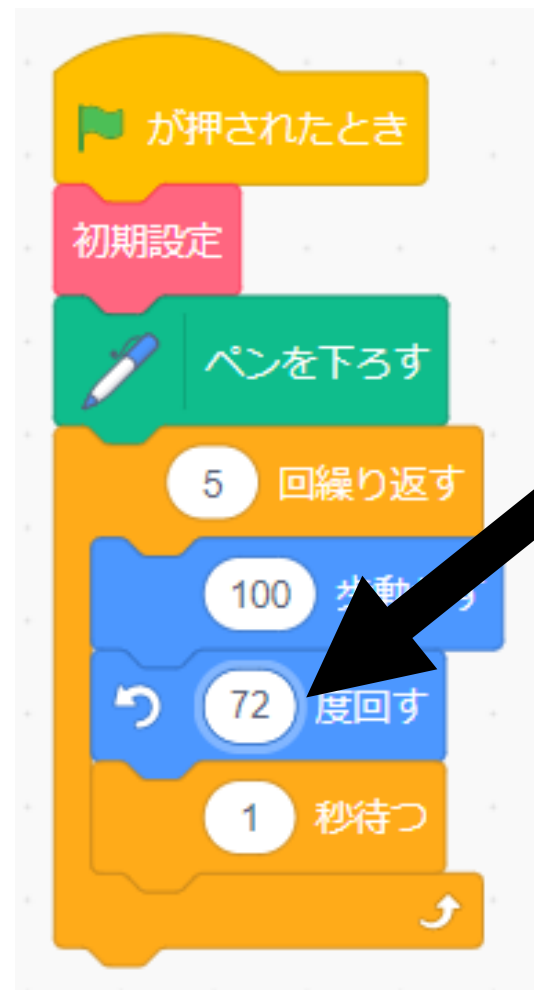 が押されたとき
初期設定
ペンを下ろす
5 回繰り返す
100
72 度回す
1 秒待つ